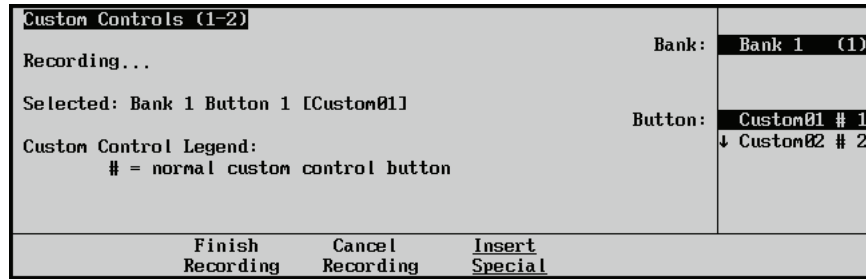 Custom Controls (1-2)
Bank: Bank 1 (1)
Recording...
Selected: Bank 1 Button 1 [Custom01]
Button: Custom01 # 1
↓ Custom02 # 2
Custom Control Legend:
# = normal custom control button
Finish Recording
Cancel Recording
Insert Special